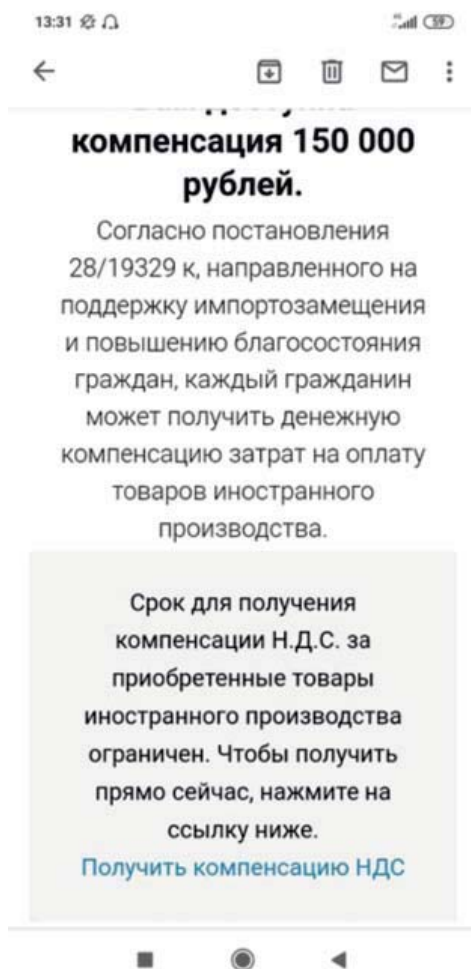 13:31
59
компенсация 150 000
рублей.
Согласно постановления
28/19329 к, направленного на
поддержку импортозамещения
и повышению благосостояния
граждан, каждый гражданин
может получить денежную
компенсацию затрат на оплату
товаров иностранного
производства.
Срок для получения
компенсации Н.Д.С. за
приобретенные товары
иностранного производства
ограничен. Чтобы получить
прямо сейчас, нажмите на
ссылку ниже.
Получить компенсацию НДС